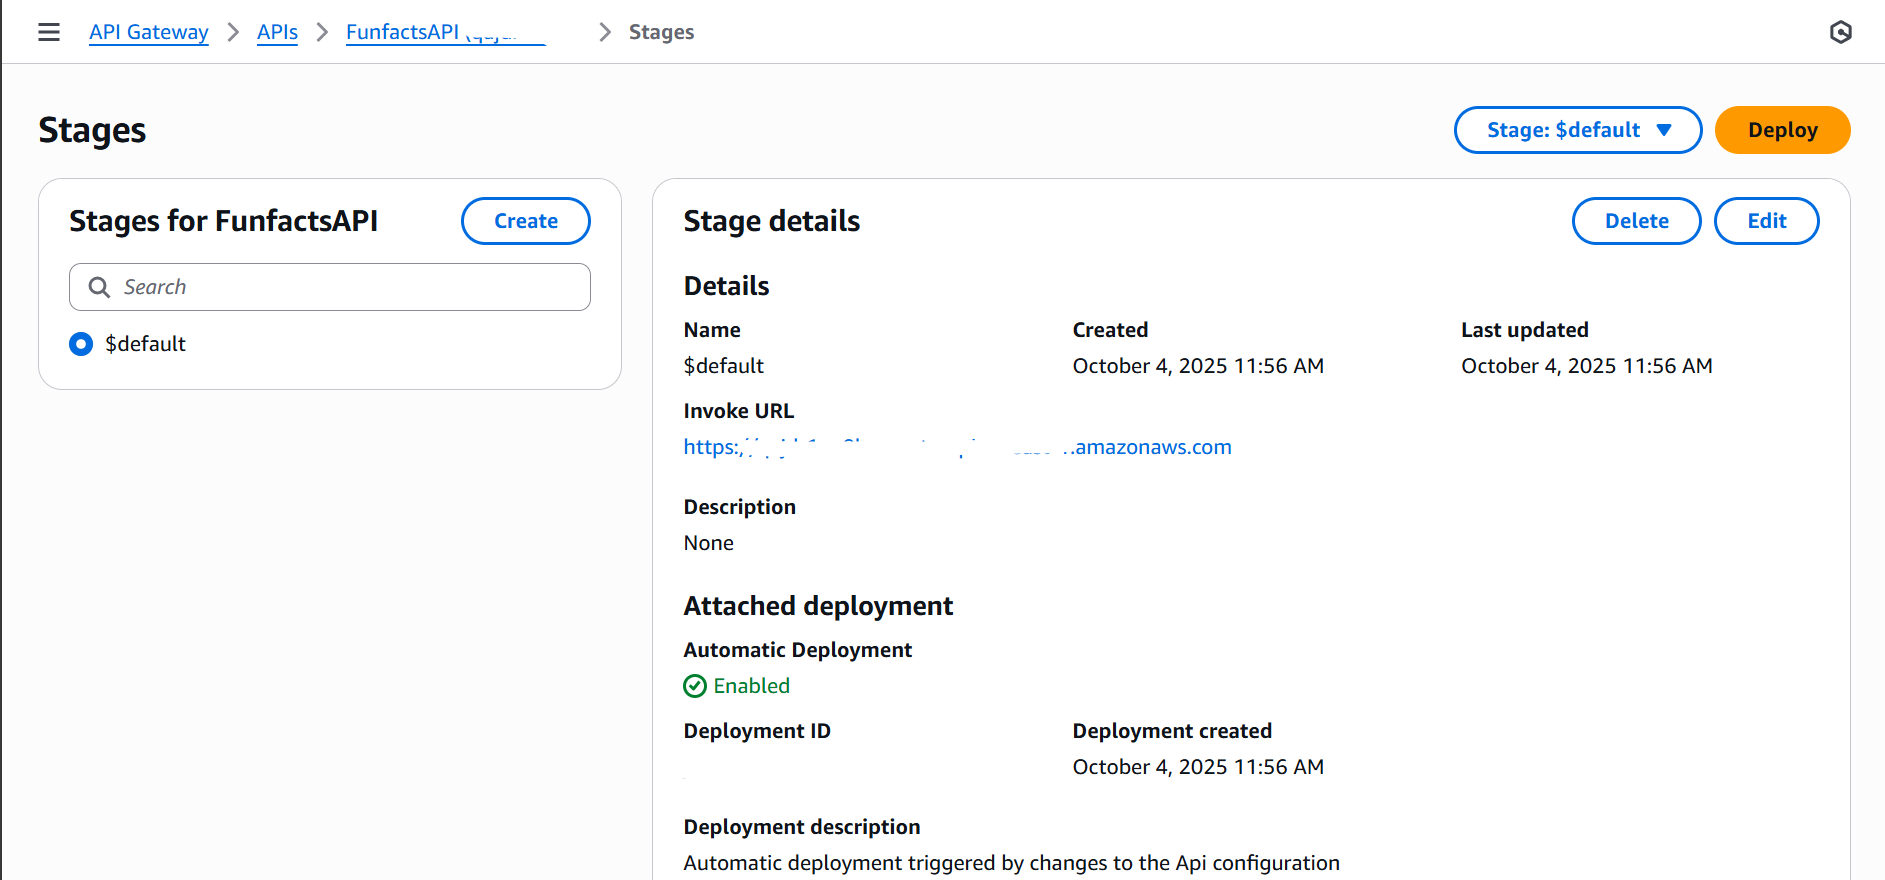 API Gateway > APIs > FunfactsAPI > Stages
Stages
Stage: $default
Deploy
Stages for FunfactsAPI
Create
Search
$default
Stage details
Delete
Edit
Details
Name
Created
Last updated
$default
October 4, 2025 11:56 AM
October 4, 2025 11:56 AM
Invoke URL
https:/ .amazonaws.com
Description
None
Attached deployment
Automatic Deployment
Enabled
Deployment ID
Deployment created
October 4, 2025 11:56 AM
Deployment description
Automatic deployment triggered by changes to the Api configuration